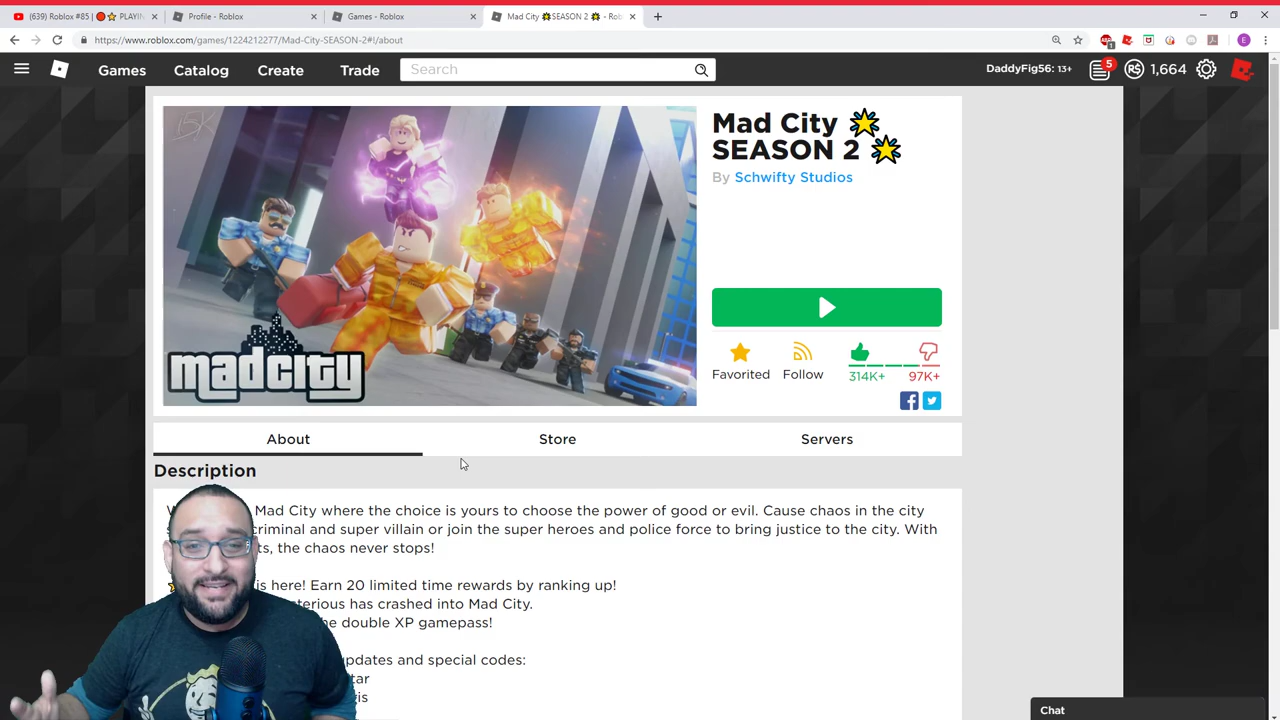 (639) Roblox #85 | 🔴⭐ PLAYIN
Profile - Roblox
Games - Roblox
Mad City 🌟SEASON 2 🌟 - Rob
https://www.roblox.com/games/1224212277/Mad-City-SEASON-2#!/about
1
E
Games
Catalog
Create
Trade
Search
DaddyFig56: 13+
5
R$
1,664
15K
Mad City 🌟
SEASON 2 🌟
By Schwifty Studios
madcity
Favorited
Follow
314K+
97K+
About
Store
Servers
Description
Mad City where the choice is yours to choose the power of good or evil. Cause chaos in the city
criminal and super villain or join the super heroes and police force to bring justice to the city. With
ts, the chaos never stops!
is here! Earn 20 limited time rewards by ranking up!
has crashed into Mad City.
double XP gamepass!
and special codes:
Chat